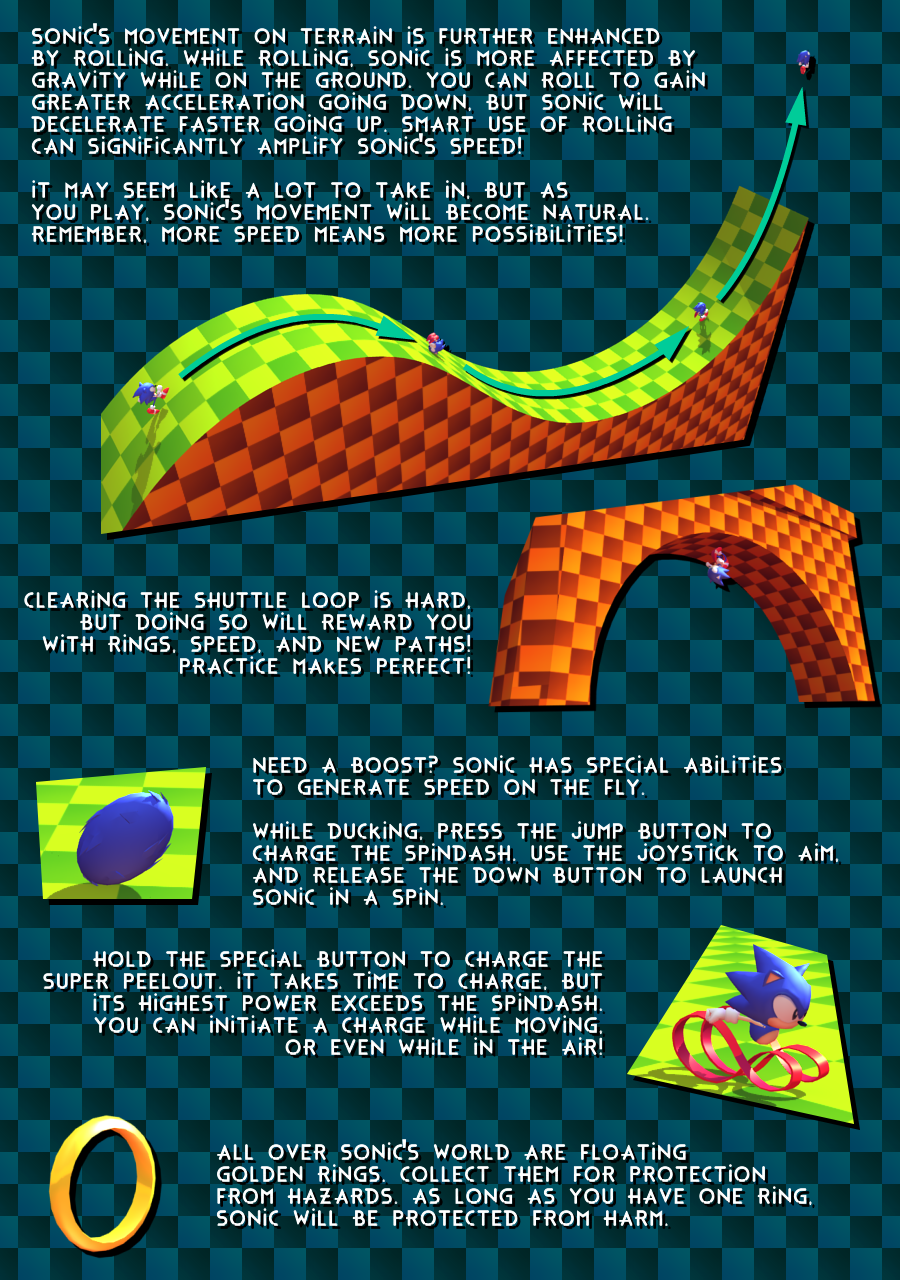 SONiC'S MOVEMENT ON TERRAiN iS FURTHER ENHANCED
BY ROLLiNG. WHiLE ROLLiNG, SONiC iS MORE AFFECTED BY
GRAViTY WHiLE ON THE GROUND. YOU CAN ROLL TO GAiN
GREATER ACCELERATiON GOiNG DOWN, BUT SONiC WiLL
DECELERATE FASTER GOiNG UP. SMART USE OF ROLLiNG
CAN SiGNiFiCANTLY AMPLiFY SONiC'S SPEED!
iT MAY SEEM LiKE A LOT TO TAKE iN, BUT AS
YOU PLAY, SONiC'S MOVEMENT WiLL BECOME NATURAL.
REMEMBER, MORE SPEED MEANS MORE POSSiBiLiTiES!
CLEARiNG THE SHUTTLE LOOP iS HARD,
BUT DOiNG SO WiLL REWARD YOU
WiTH RiNGS, SPEED, AND NEW PATHS!
PRACTiCE MAKES PERFECT!
NEED A BOOST? SONiC HAS SPECiAL ABiLiTiES
TO GENERATE SPEED ON THE FLY.
WHiLE DUCKiNG, PRESS THE JUMP BUTTON TO
CHARGE THE SPiNDASH. USE THE JOYSTiCK TO AiM,
AND RELEASE THE DOWN BUTTON TO LAUNCH
SONiC iN A SPiN.
HOLD THE SPECiAL BUTTON TO CHARGE THE
SUPER PEELOUT. iT TAKES TiME TO CHARGE, BUT
iTS HiGHEST POWER EXCEEDS THE SPiNDASH.
YOU CAN iNiTiATE A CHARGE WHiLE MOViNG,
OR EVEN WHiLE iN THE AiR!
ALL OVER SONiC'S WORLD ARE FLOATiNG
GOLDEN RiNGS. COLLECT THEM FOR PROTECTiON
FROM HAZARDS. AS LONG AS YOU HAVE ONE RiNG,
SONiC WiLL BE PROTECTED FROM HARM.